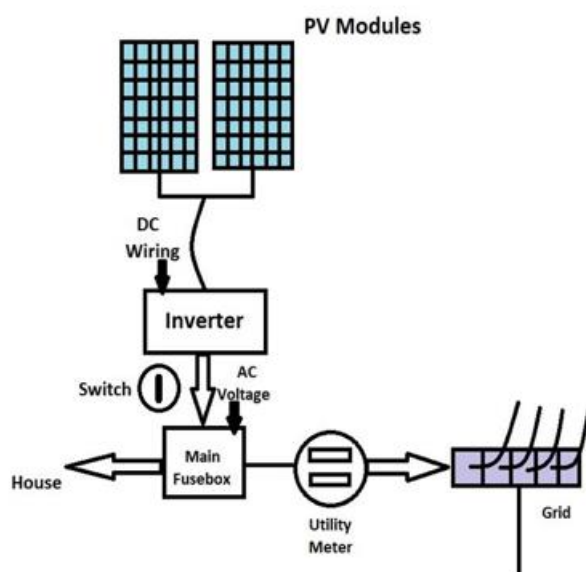 PV Modules
DC
Wiring
Inverter
Switch
AC
Voltage
Main
Fusebox
House
Utility
Meter
Grid